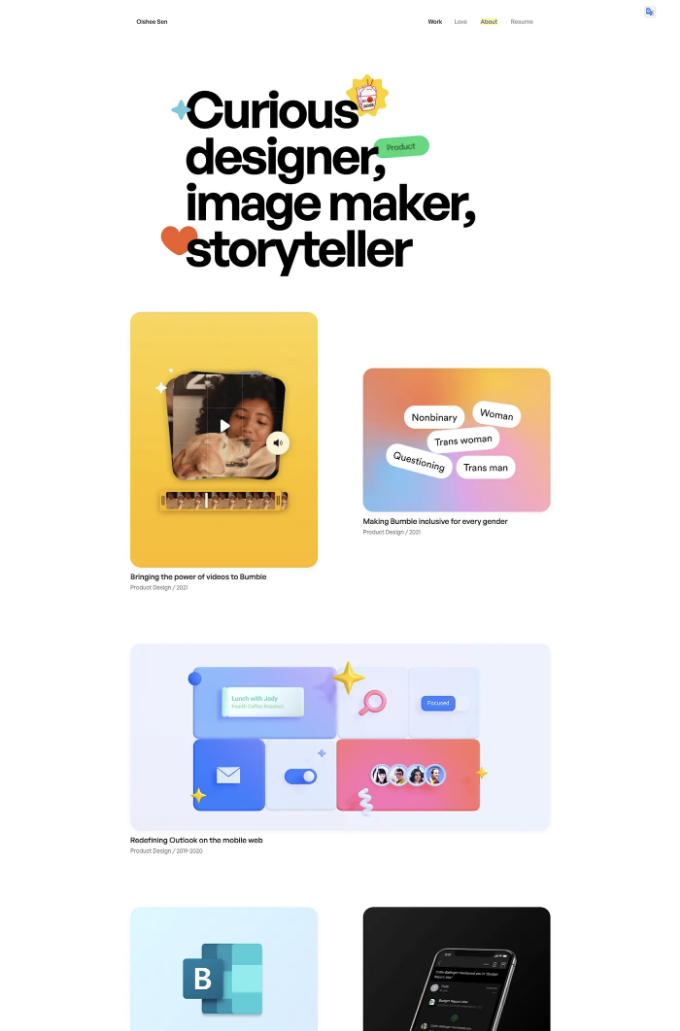 Oishee Sen
Work Love About Resume
Curious
designer,
Product
image maker,
storyteller
Nonbinary
Woman
Trans woman
Questioning
Trans man
Making Bumble inclusive for every gender
Product Design / 2021
Bringing the power of videos to Bumble
Product Design / 2021
Lunch with Jody
Fourth Coffee Roasters
Focused
Redefining Outlook on the mobile web
Product Design / 2019-2020
B